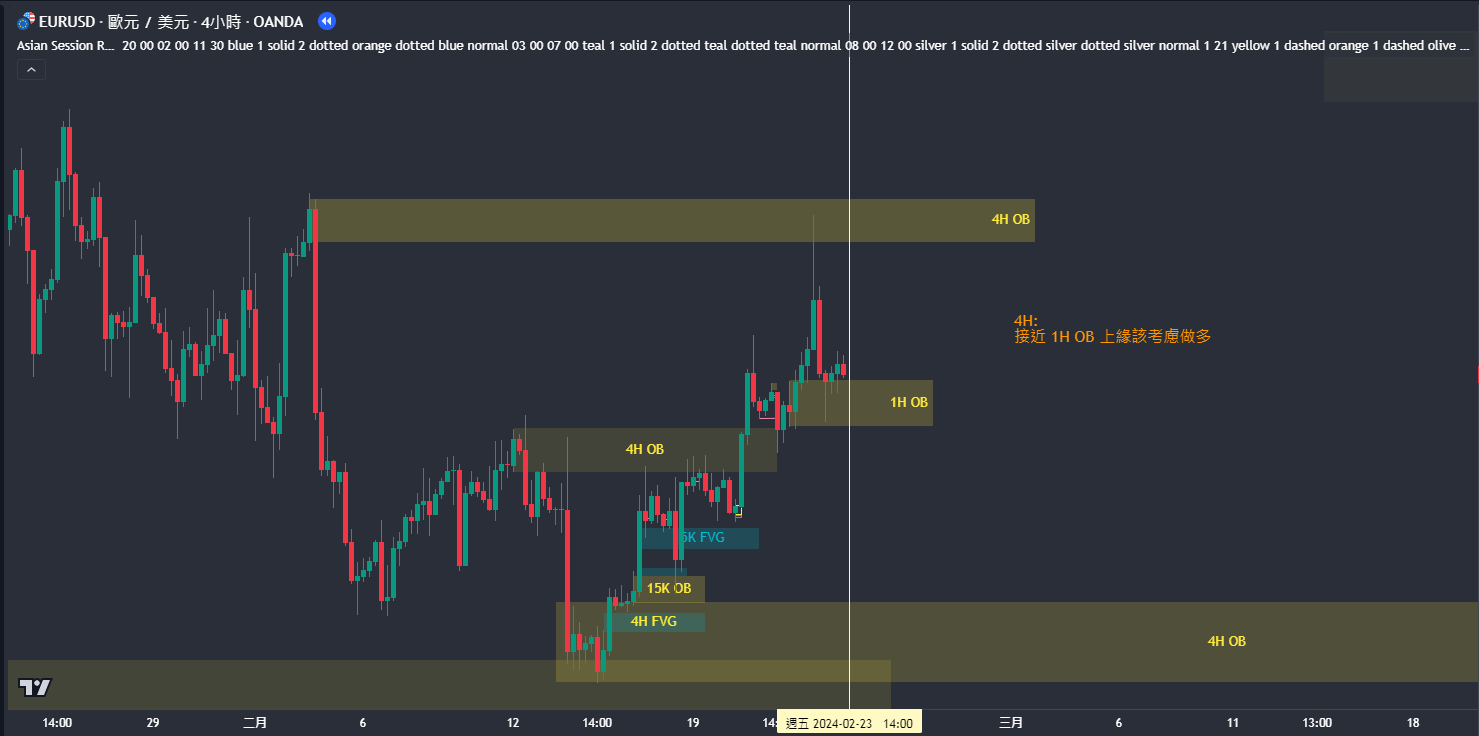 EURUSD · 歐元 / 美元 · 4小時 · OANDA
Asian Session R... 20 00 02 00 11 30 blue 1 solid 2 dotted orange dotted blue normal 03 00 07 00 teal 1 solid 2 dotted teal dotted teal normal 08 00 12 00 silver 1 solid 2 dotted silver dotted silver normal 1 21 yellow 1 dashed orange 1 dashed olive ...
4H OB
4H:
接近 1H OB 上緣該考慮做多
1H OB
4H OB
5K FVG
15K OB
4H FVG
4H OB
14:00 29 二月 6 12 14:00 19 14: 週五 2024-02-23 14:00 三月 6 11 13:00 18